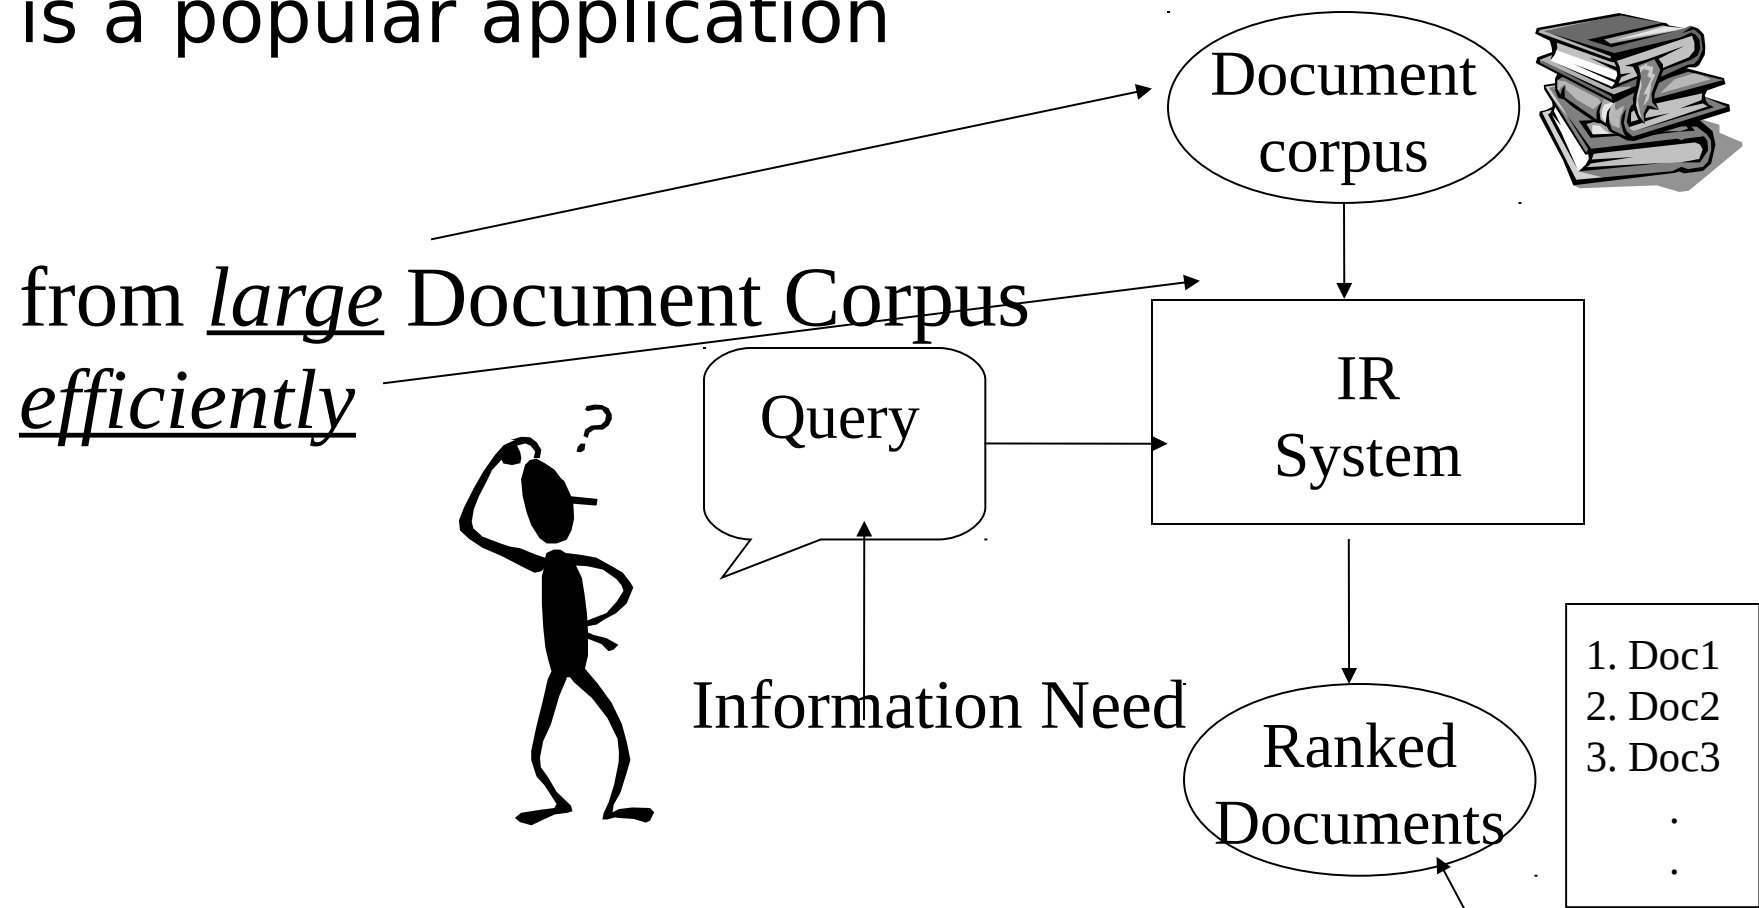 is a popular application
Document
corpus
from large Document Corpus
efficiently
?
Query
IR
System
Information Need
Ranked
Documents
1. Doc1
2. Doc2
3. Doc3
.
.